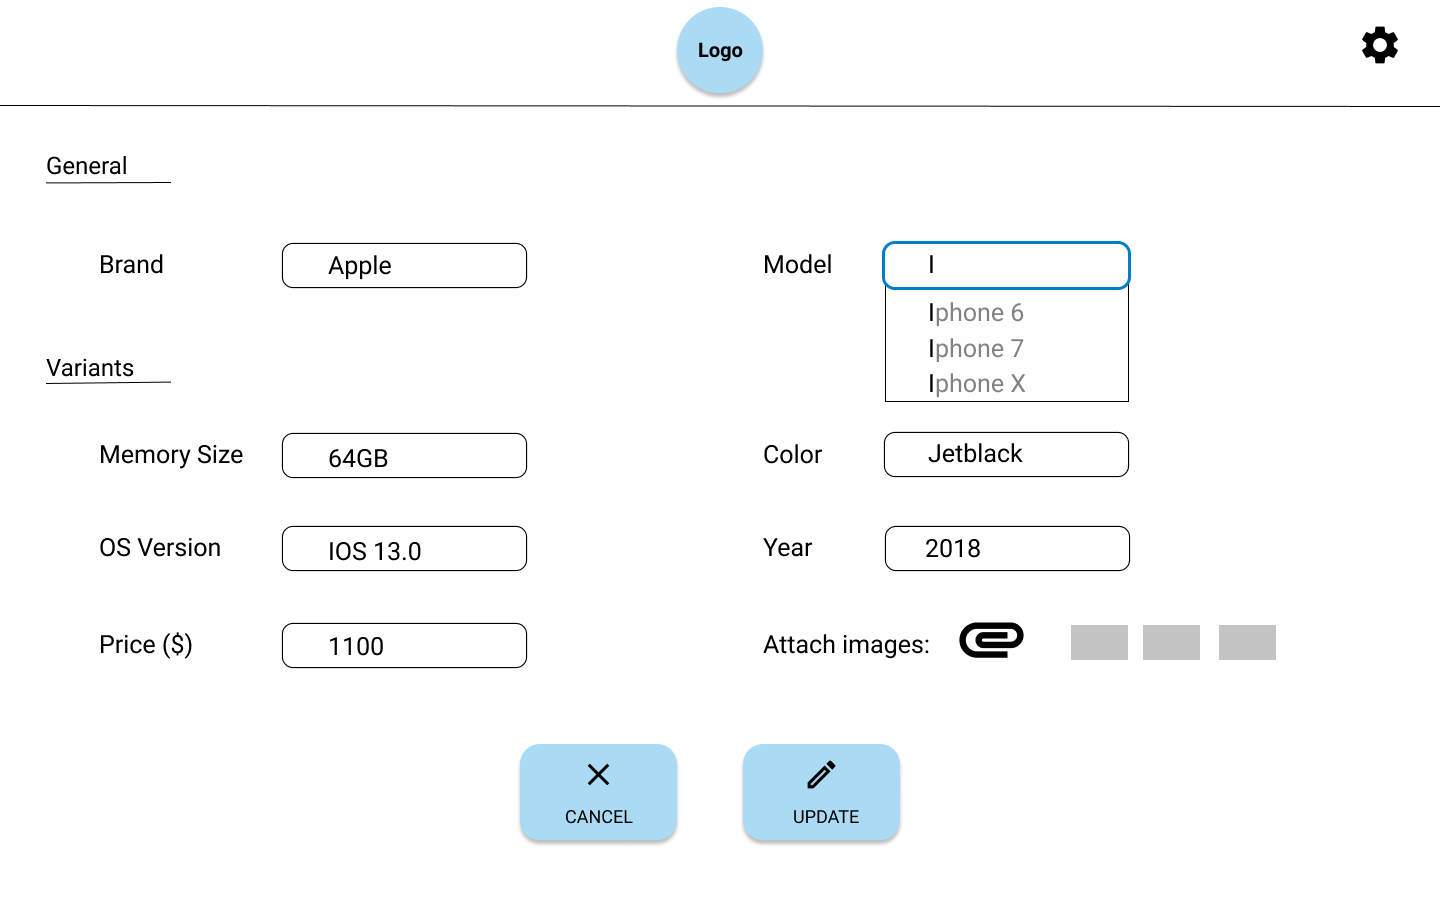 Logo
General
Brand
Apple
Model
I
Iphone 6
Iphone 7
Iphone X
Variants
Memory Size
64GB
Color
Jetblack
OS Version
IOS 13.0
Year
2018
Price ($)
1100
Attach images:
CANCEL
UPDATE